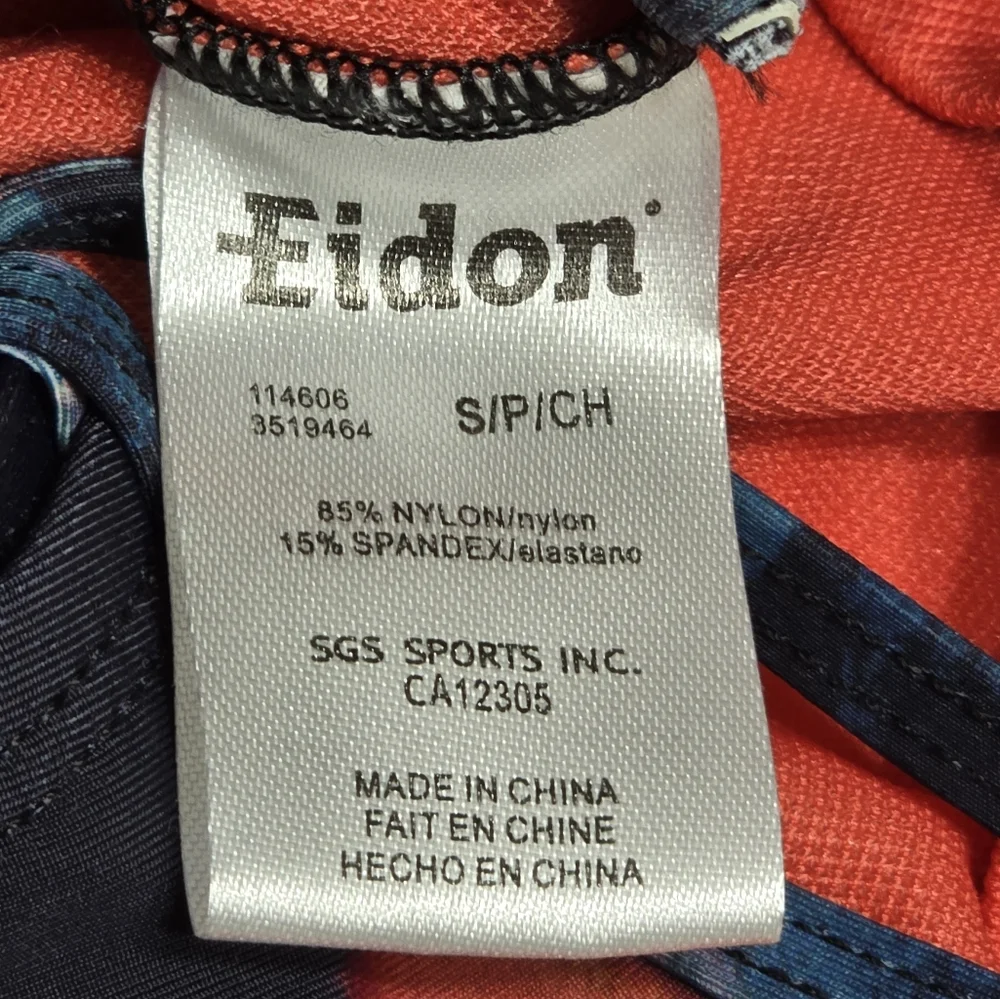 Eidon®
114606
3519464
S/P/CH
85% NYLON/nylon
15% SPANDEX/elastano
SGS SPORTS INC.
CA12305
MADE IN CHINA
FAIT EN CHINE
HECHO EN CHINA